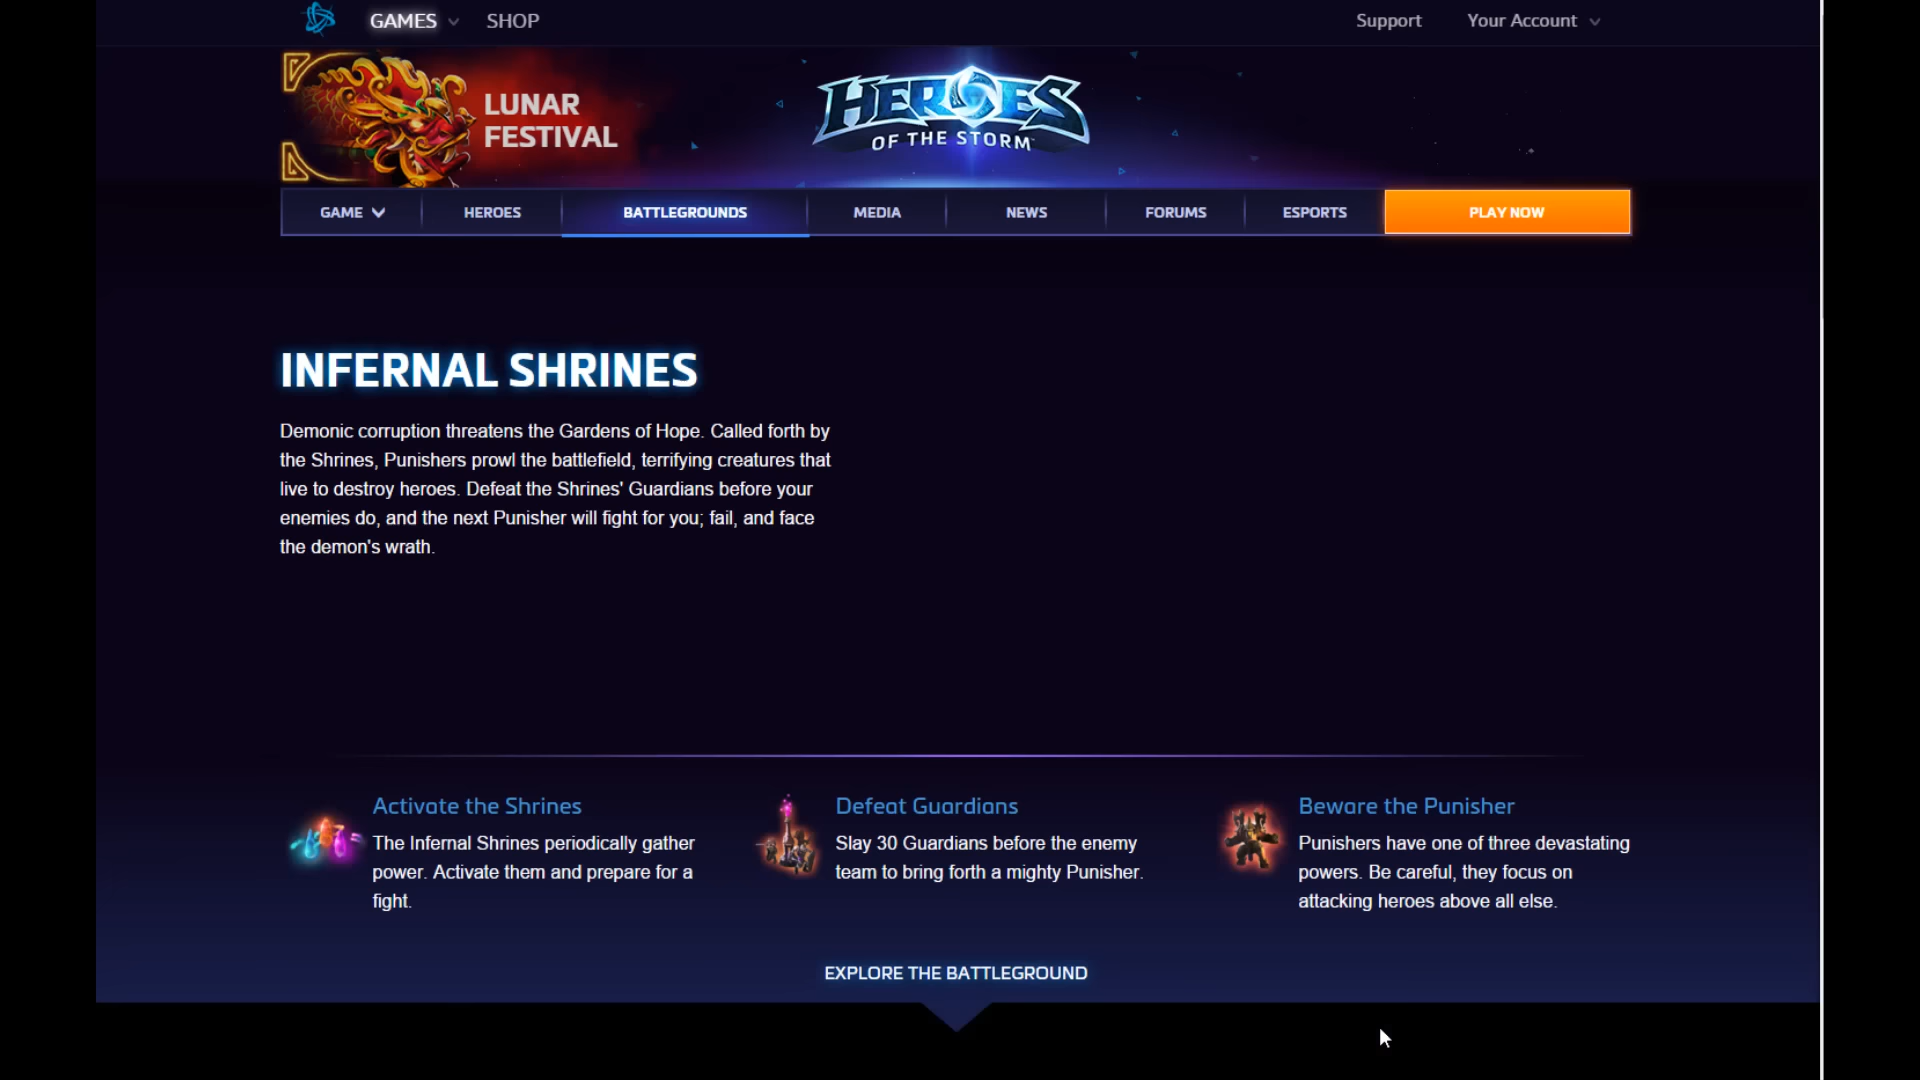 GAMES SHOP Support Your Account
LUNAR
FESTIVAL
HEROES
OF THE STORM
GAME HEROES BATTLEGROUNDS MEDIA NEWS FORUMS ESPORTS PLAY NOW
INFERNAL SHRINES
Demonic corruption threatens the Gardens of Hope. Called forth by
the Shrines, Punishers prowl the battlefield, terrifying creatures that
live to destroy heroes. Defeat the Shrines' Guardians before your
enemies do, and the next Punisher will fight for you; fail, and face
the demon's wrath.
Activate the Shrines
The Infernal Shrines periodically gather
power. Activate them and prepare for a
fight.
Defeat Guardians
Slay 30 Guardians before the enemy
team to bring forth a mighty Punisher.
Beware the Punisher
Punishers have one of three devastating
powers. Be careful, they focus on
attacking heroes above all else.
EXPLORE THE BATTLEGROUND